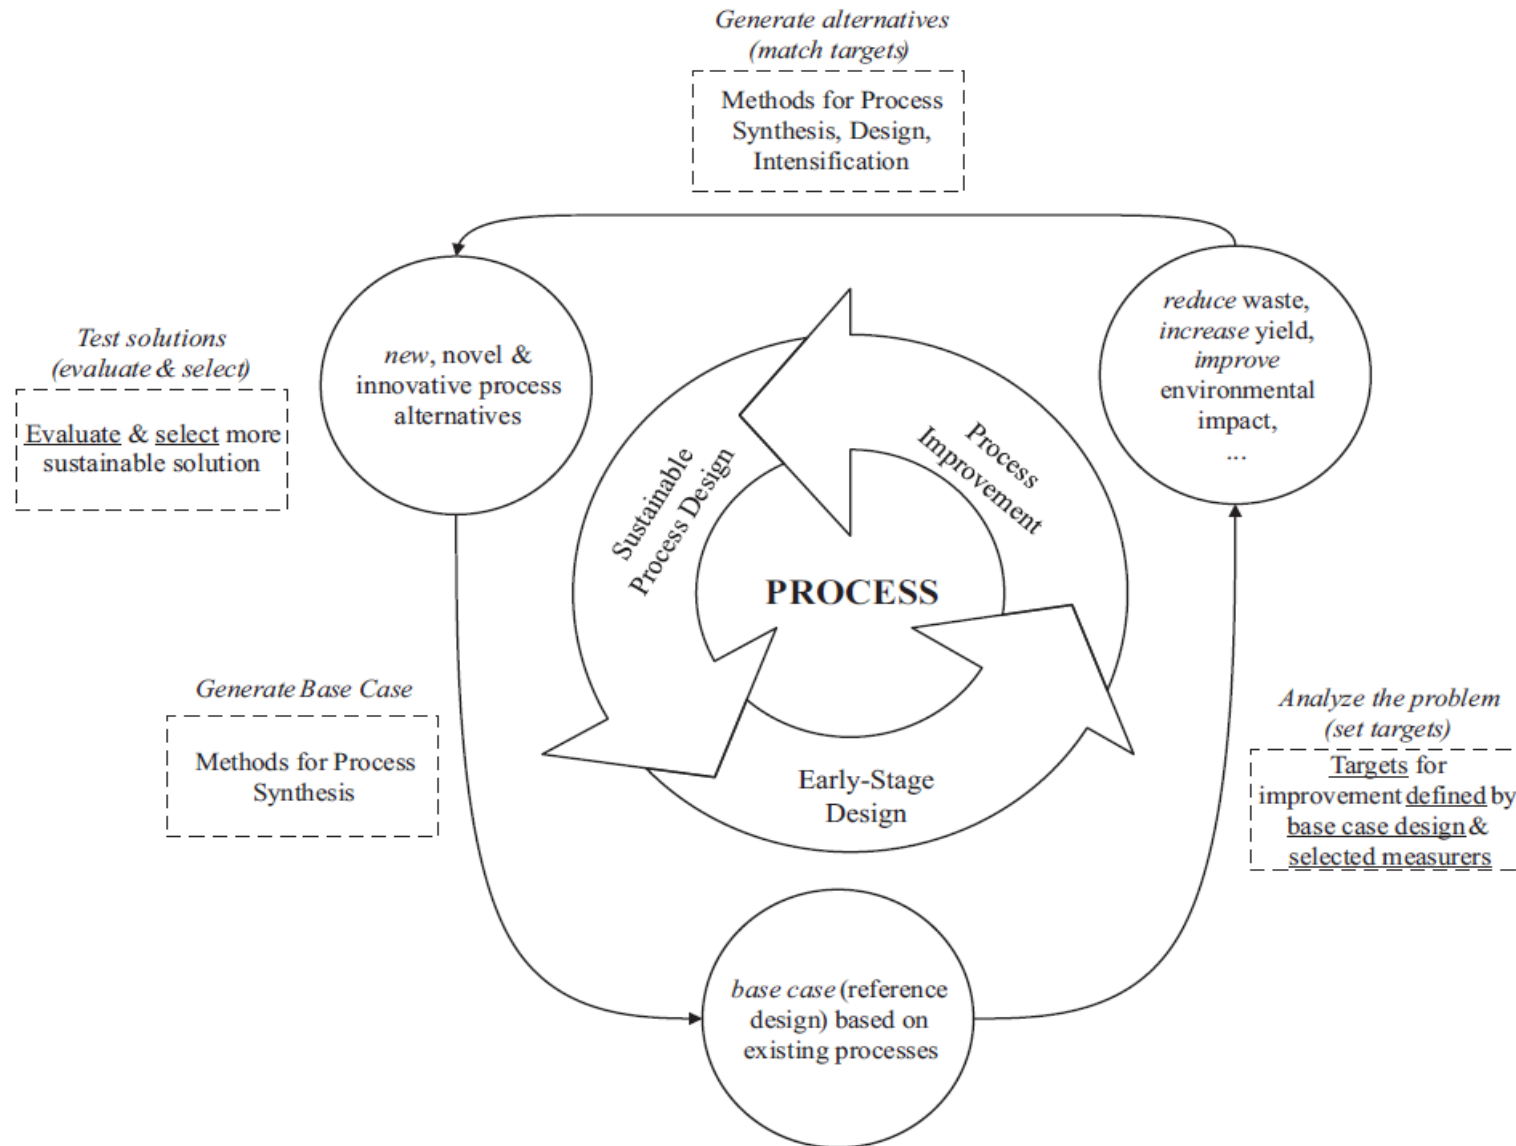 Generate alternatives
(match targets)
Methods for Process
Synthesis, Design,
Intensification
reduce waste,
increase yield,
improve
environmental
impact,
...
new, novel &
innovative process
alternatives
Test solutions
(evaluate & select)
Evaluate & select more
sustainable solution
Sustainable
Process Design
Process
Improvement
PROCESS
Early-Stage
Design
Generate Base Case
Methods for Process
Synthesis
Analyze the problem
(set targets)
Targets for
improvement defined by
base case design &
selected measurers
base case (reference
design) based on
existing processes